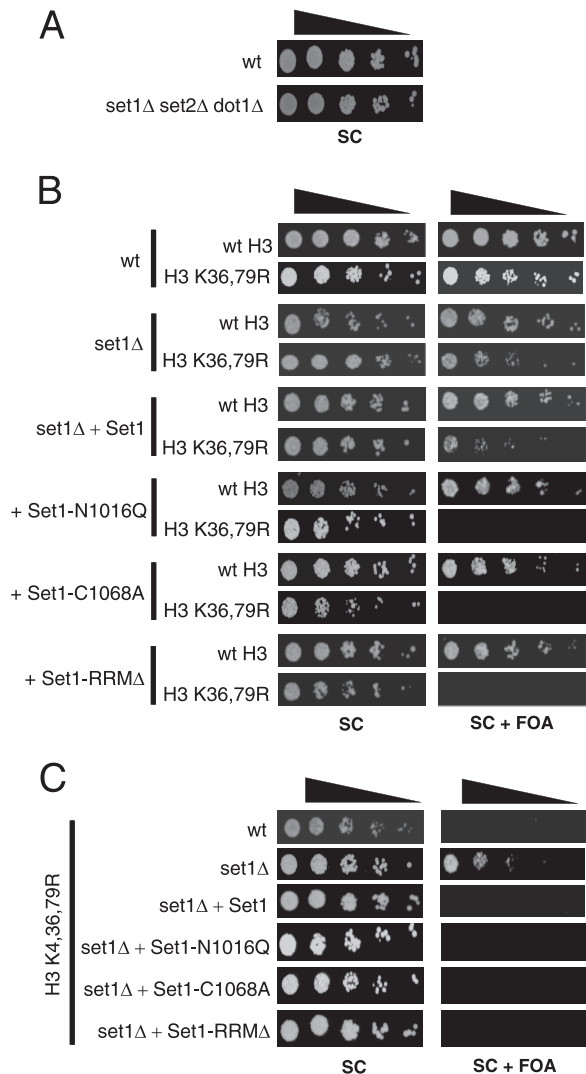 A
wt
set1Δ set2Δ dot1Δ
SC
B
wt
wt H3
H3 K36,79R
set1Δ
wt H3
H3 K36,79R
set1Δ + Set1
wt H3
H3 K36,79R
+ Set1-N1016Q
wt H3
H3 K36,79R
+ Set1-C1068A
wt H3
H3 K36,79R
+ Set1-RRMΔ
wt H3
H3 K36,79R
SC
SC + FOA
C
H3 K4,36,79R
wt
set1Δ
set1Δ + Set1
set1Δ + Set1-N1016Q
set1Δ + Set1-C1068A
set1Δ + Set1-RRMΔ
SC
SC + FOA